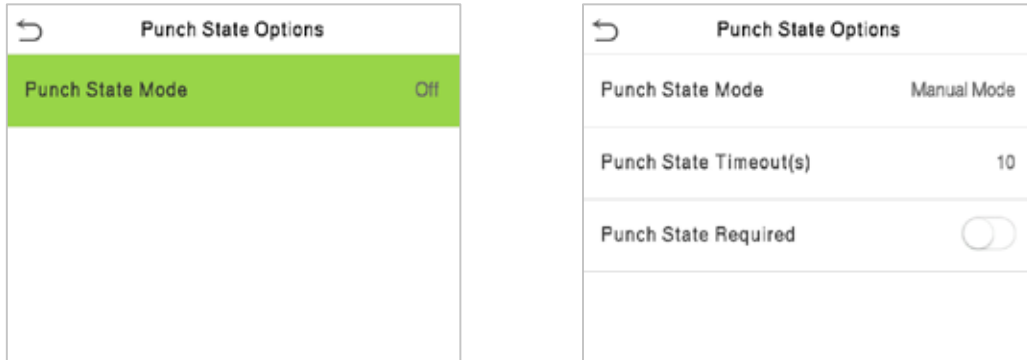 Punch State Options
Punch State Mode Off
Punch State Options
Punch State Mode Manual Mode
Punch State Timeout(s) 10
Punch State Required